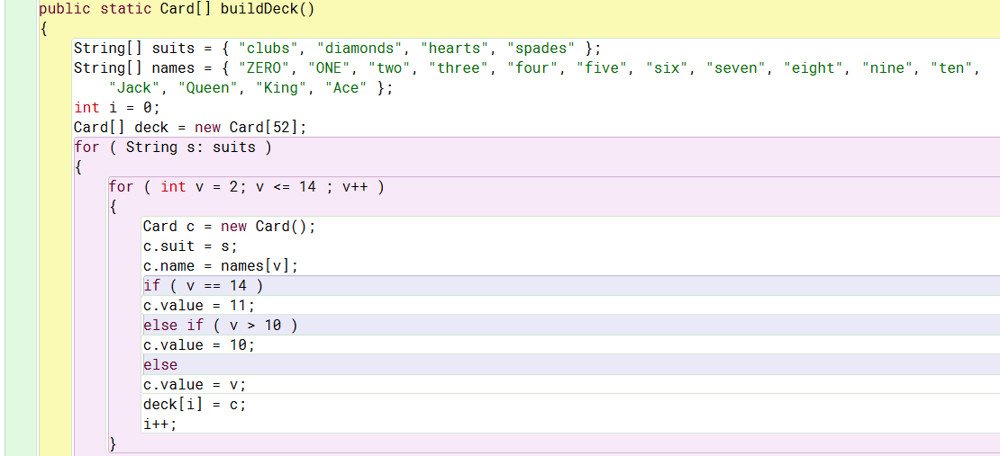 public static Card[] buildDeck()
{
String[] suits = { "clubs", "diamonds", "hearts", "spades" };
String[] names = { "ZERO", "ONE", "two", "three", "four", "five", "six", "seven", "eight", "nine", "ten",
"Jack", "Queen", "King", "Ace" };
int i = 0;
Card[] deck = new Card[52];
for ( String s: suits )
{
for ( int v = 2; v <= 14 ; v++ )
{
Card c = new Card();
c.suit = s;
c.name = names[v];
if ( v == 14 )
c.value = 11;
else if ( v > 10 )
c.value = 10;
else
c.value = v;
deck[i] = c;
i++;
}